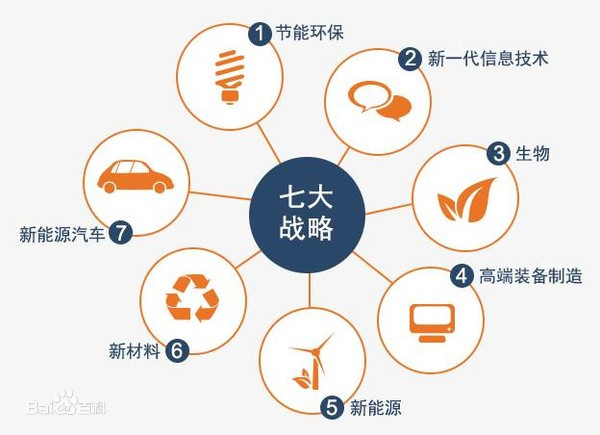 七大
战略
1 节能环保
2 新一代信息技术
3 生物
4 高端装备制造
5 新能源
6 新材料
7 新能源汽车
Bai百科